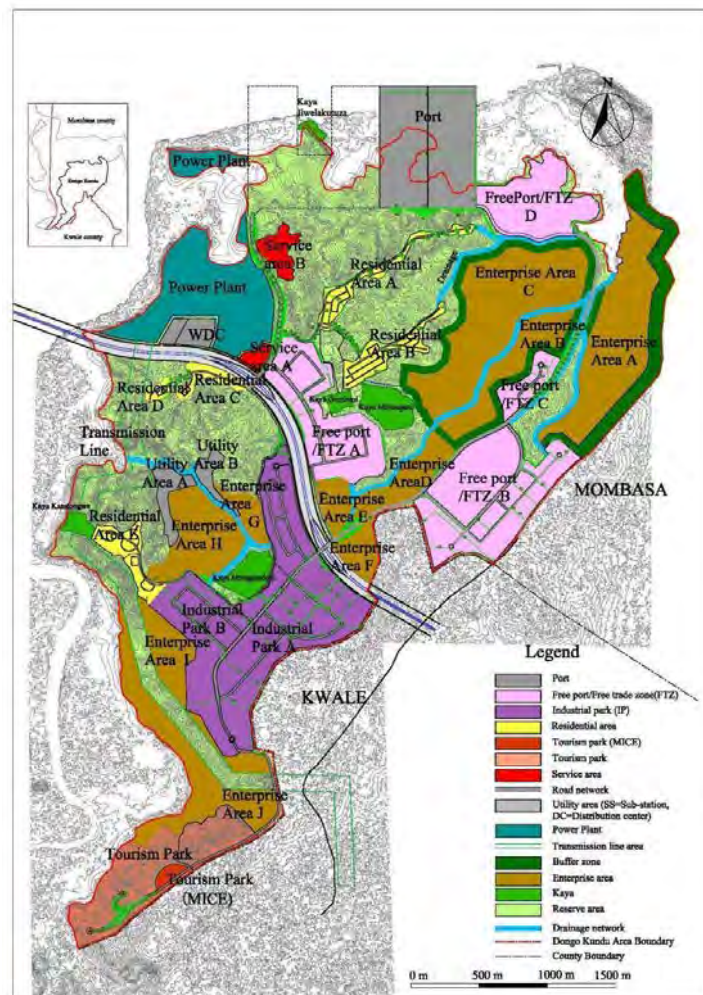 Mombasa county
Dongo Kundu
Kwale county
Kaya
N
Port
Power Plant
FreePort/FTZ
D
Service
area B
Residential
Area A
Drainage
Enterprise Area
C
Power Plant
WDC
Enterprise
Area B
Enterprise
Area A
Residential
Area B
Service
area A
Residential
Area C
Residential
Area D
Free port
/FTZ C
Free port
/FTZ A
Transmission
Line
Utility
Area B
Utility
Area A
Enterprise
AreaD
Free port
/FTZ B
MOMBASA
Enterprise
Area
G
Enterprise
Area E
Enterprise
Area H
Residential
Area E
Enterprise
Area F
Industrial
Park B
Industrial
Park A
Enterprise
Area I
KWALE
Enterprise
Area J
Tourism Park
Tourism Park
(MICE)
Legend
Port
Free port/Free trade zone(FTZ)
Industrial park (IP)
Residential area
Tourism park (MICE)
Tourism park
Service area
Road network
Utility area (SS=Sub-station,
DC=Distribution center)
Power Plant
Transmission line area
Buffer zone
Enterprise area
Kaya
Reserve area
Drainage network
Dongo Kundu Area Boundary
County Boundary
0 m 500 m 1000 m 1500 m